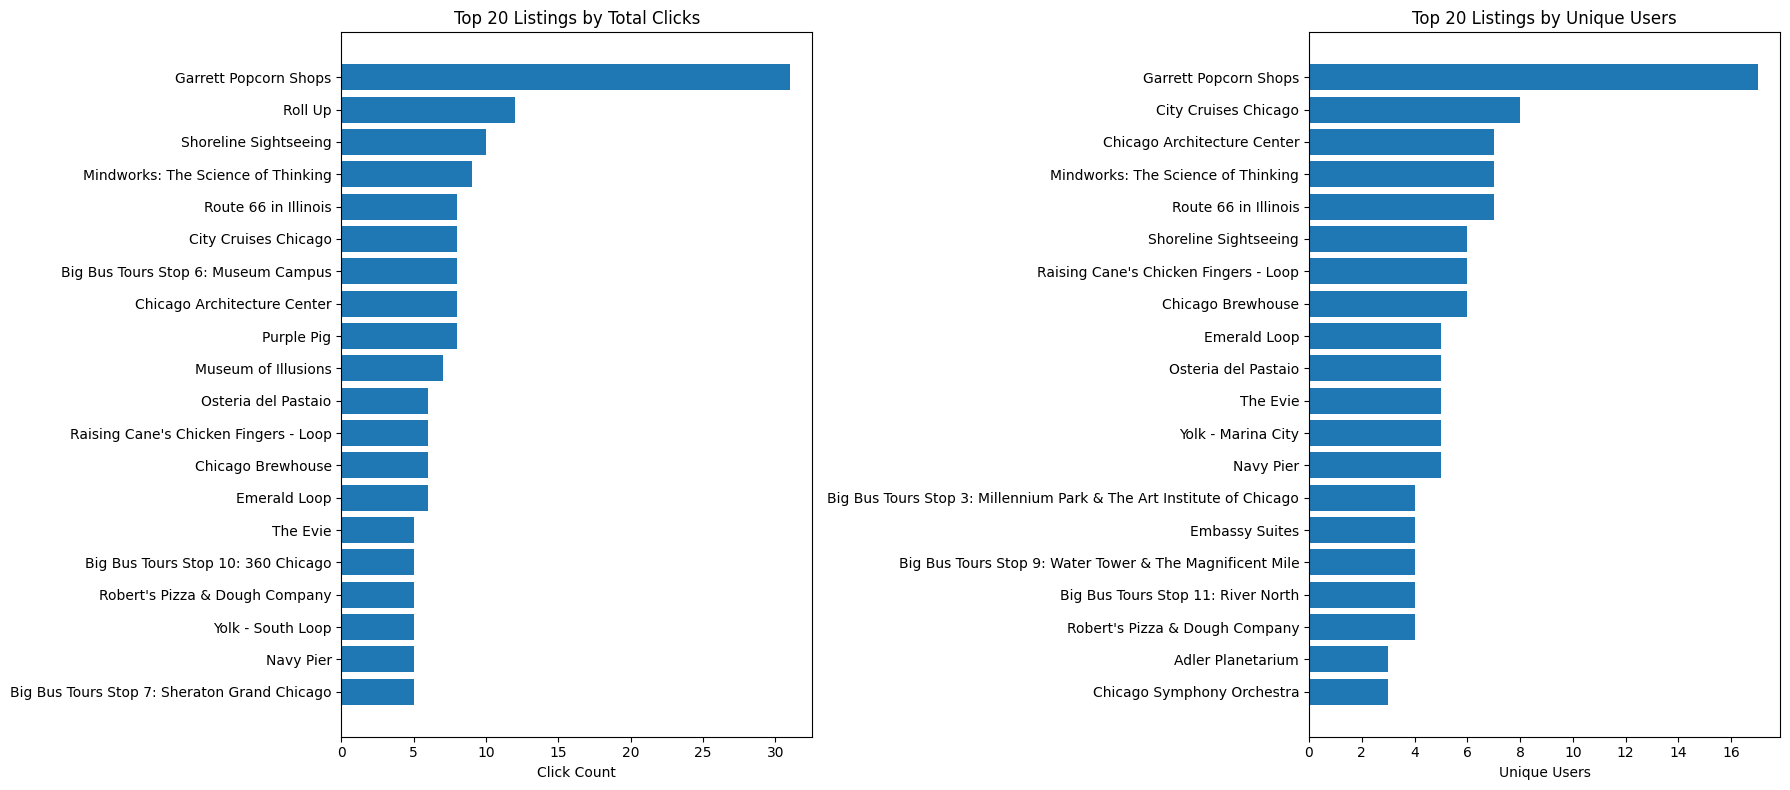 Top 20 Listings by Total Clicks
Garrett Popcorn Shops
Roll Up
Shoreline Sightseeing
Mindworks: The Science of Thinking
Route 66 in Illinois
City Cruises Chicago
Big Bus Tours Stop 6: Museum Campus
Chicago Architecture Center
Purple Pig
Museum of Illusions
Osteria del Pastaio
Raising Cane's Chicken Fingers - Loop
Chicago Brewhouse
Emerald Loop
The Evie
Big Bus Tours Stop 10: 360 Chicago
Robert's Pizza & Dough Company
Yolk - South Loop
Navy Pier
Big Bus Tours Stop 7: Sheraton Grand Chicago
0 5 10 15 20 25 30
Click Count
Top 20 Listings by Unique Users
Garrett Popcorn Shops
City Cruises Chicago
Chicago Architecture Center
Mindworks: The Science of Thinking
Route 66 in Illinois
Shoreline Sightseeing
Raising Cane's Chicken Fingers - Loop
Chicago Brewhouse
Emerald Loop
Osteria del Pastaio
The Evie
Yolk - Marina City
Navy Pier
Big Bus Tours Stop 3: Millennium Park & The Art Institute of Chicago
Embassy Suites
Big Bus Tours Stop 9: Water Tower & The Magnificent Mile
Big Bus Tours Stop 11: River North
Robert's Pizza & Dough Company
Adler Planetarium
Chicago Symphony Orchestra
0 2 4 6 8 10 12 14 16
Unique Users